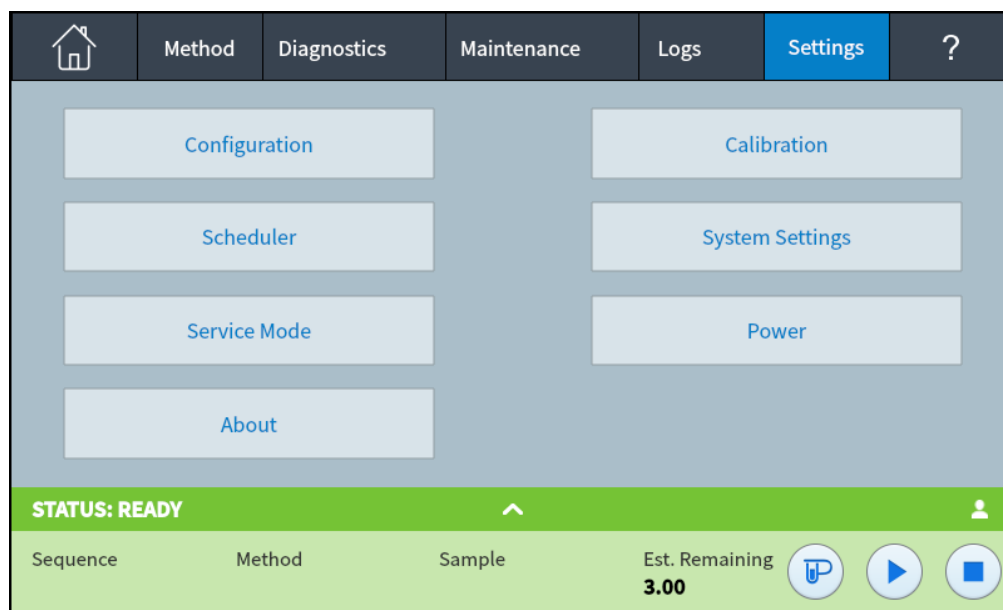 Method Diagnostics Maintenance Logs Settings ?
Configuration Calibration
Scheduler System Settings
Service Mode Power
About
STATUS: READY
Sequence Method Sample Est. Remaining
3.00